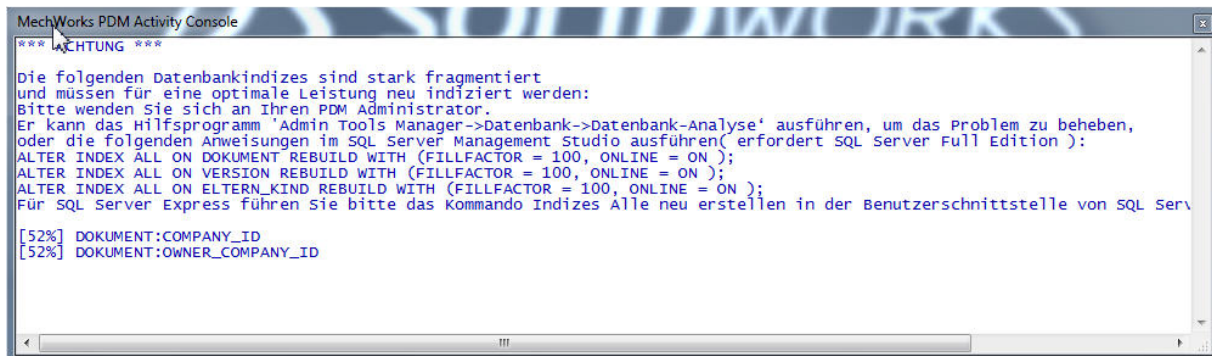 MechWorks PDM Activity Console
*** ACHTUNG ***
Die folgenden Datenbankindizes sind stark fragmentiert
und müssen für eine optimale Leistung neu indiziert werden:
Bitte wenden Sie sich an Ihren PDM Administrator.
Er kann das Hilfsprogramm 'Admin Tools Manager->Datenbank->Datenbank-Analyse‘ ausführen, um das Problem zu beheben,
oder die folgenden Anweisungen im SQL Server Management Studio ausführen( erfordert SQL Server Full Edition ):
ALTER INDEX ALL ON DOKUMENT REBUILD WITH (FILLFACTOR = 100, ONLINE = ON );
ALTER INDEX ALL ON VERSION REBUILD WITH (FILLFACTOR = 100, ONLINE = ON );
ALTER INDEX ALL ON ELTERN_KIND REBUILD WITH (FILLFACTOR = 100, ONLINE = ON );
Für SQL Server Express führen Sie bitte das Kommando Indizes Alle neu erstellen in der Benutzerschnittstelle von SQL Serv
[52%] DOKUMENT:COMPANY_ID
[52%] DOKUMENT:OWNER_COMPANY_ID